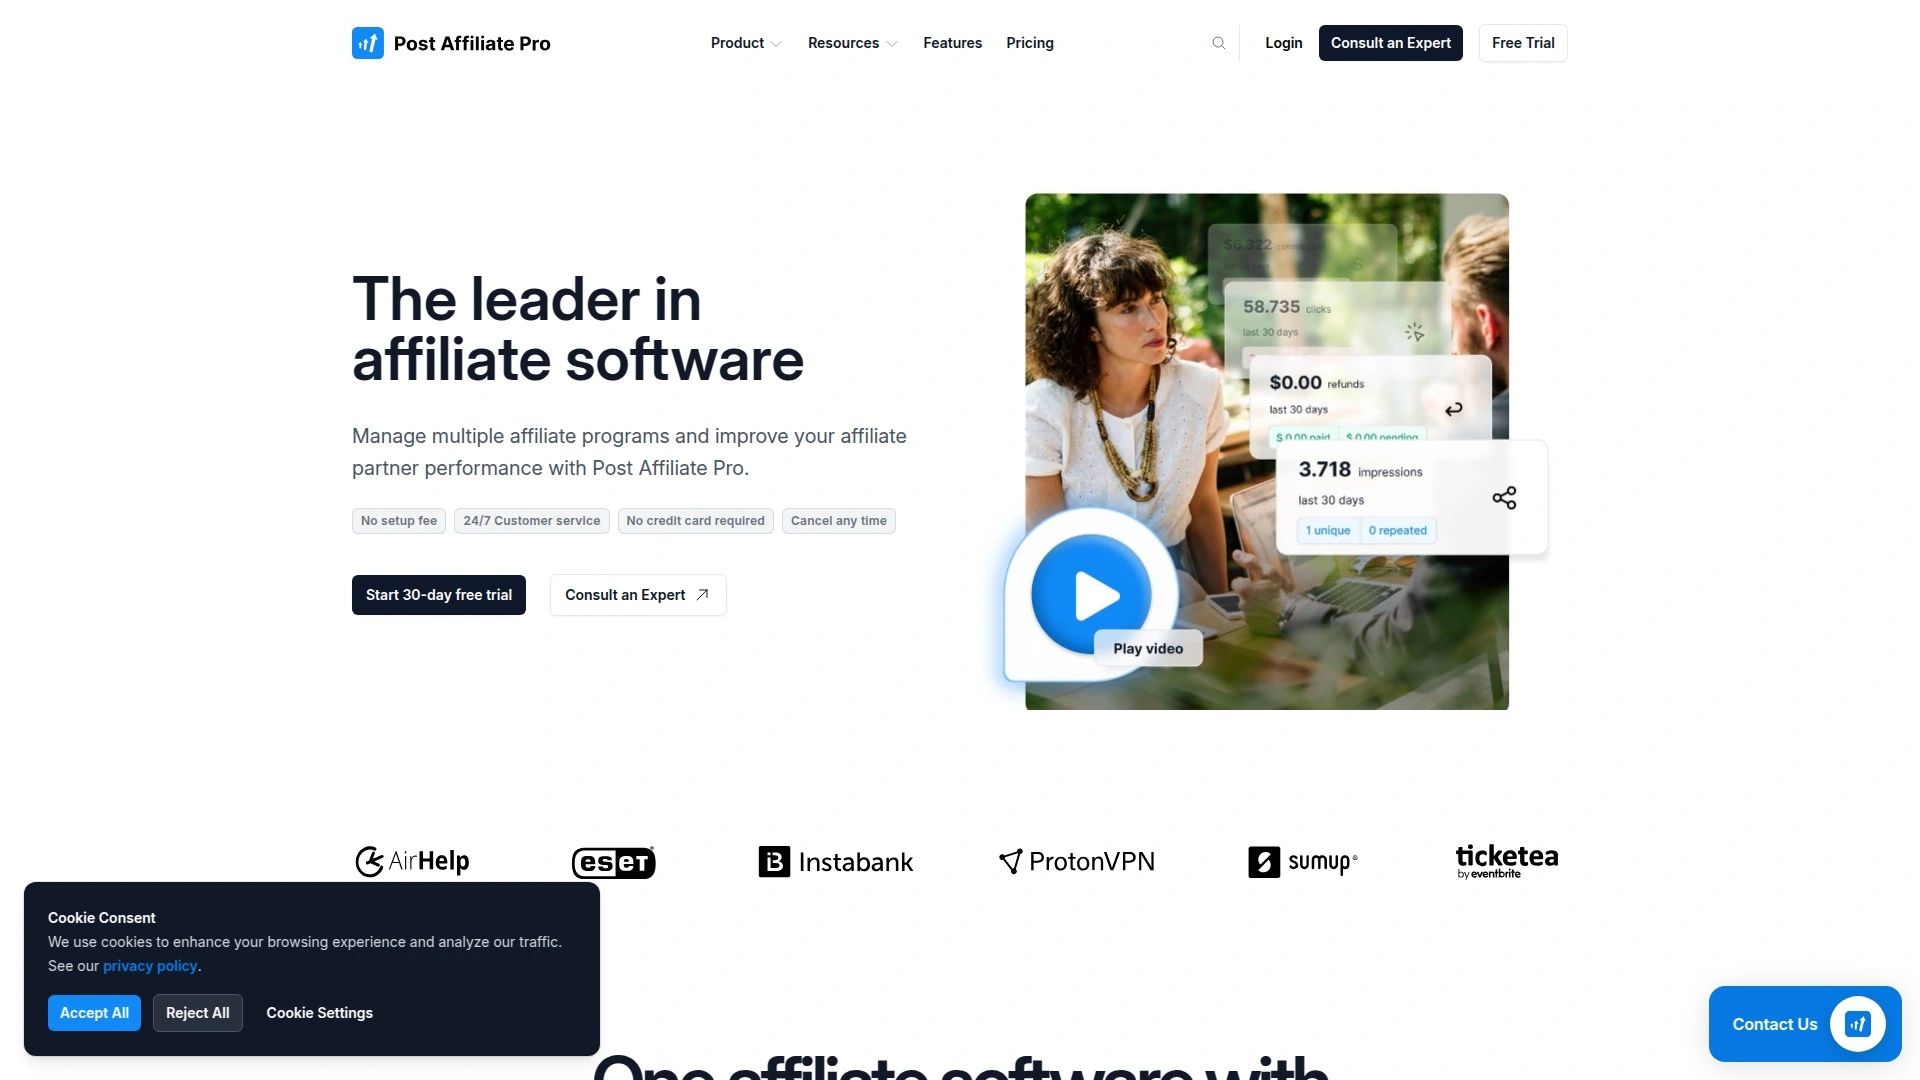 Post Affiliate Pro
Product
Resources
Features
Pricing
Login
Consult an Expert
Free Trial
The leader in
affiliate software
Manage multiple affiliate programs and improve your affiliate
partner performance with Post Affiliate Pro.
No setup fee
24/7 Customer service
No credit card required
Cancel any time
Start 30-day free trial
Consult an Expert
$6.322
58.735 clicks
last 30 days
$0.00 refunds
last 30 days
$ 0.00 paid
$ 0.00 pending
3.718 impressions
last 30 days
1 unique
0 repeated
Play video
AirHelp
eseT
Instabank
ProtonVPN
sumup®
ticketea
by eventbrite
Cookie Consent
We use cookies to enhance your browsing experience and analyze our traffic.
See our privacy policy.
Accept All
Reject All
Cookie Settings
Contact Us
One affiliate software with